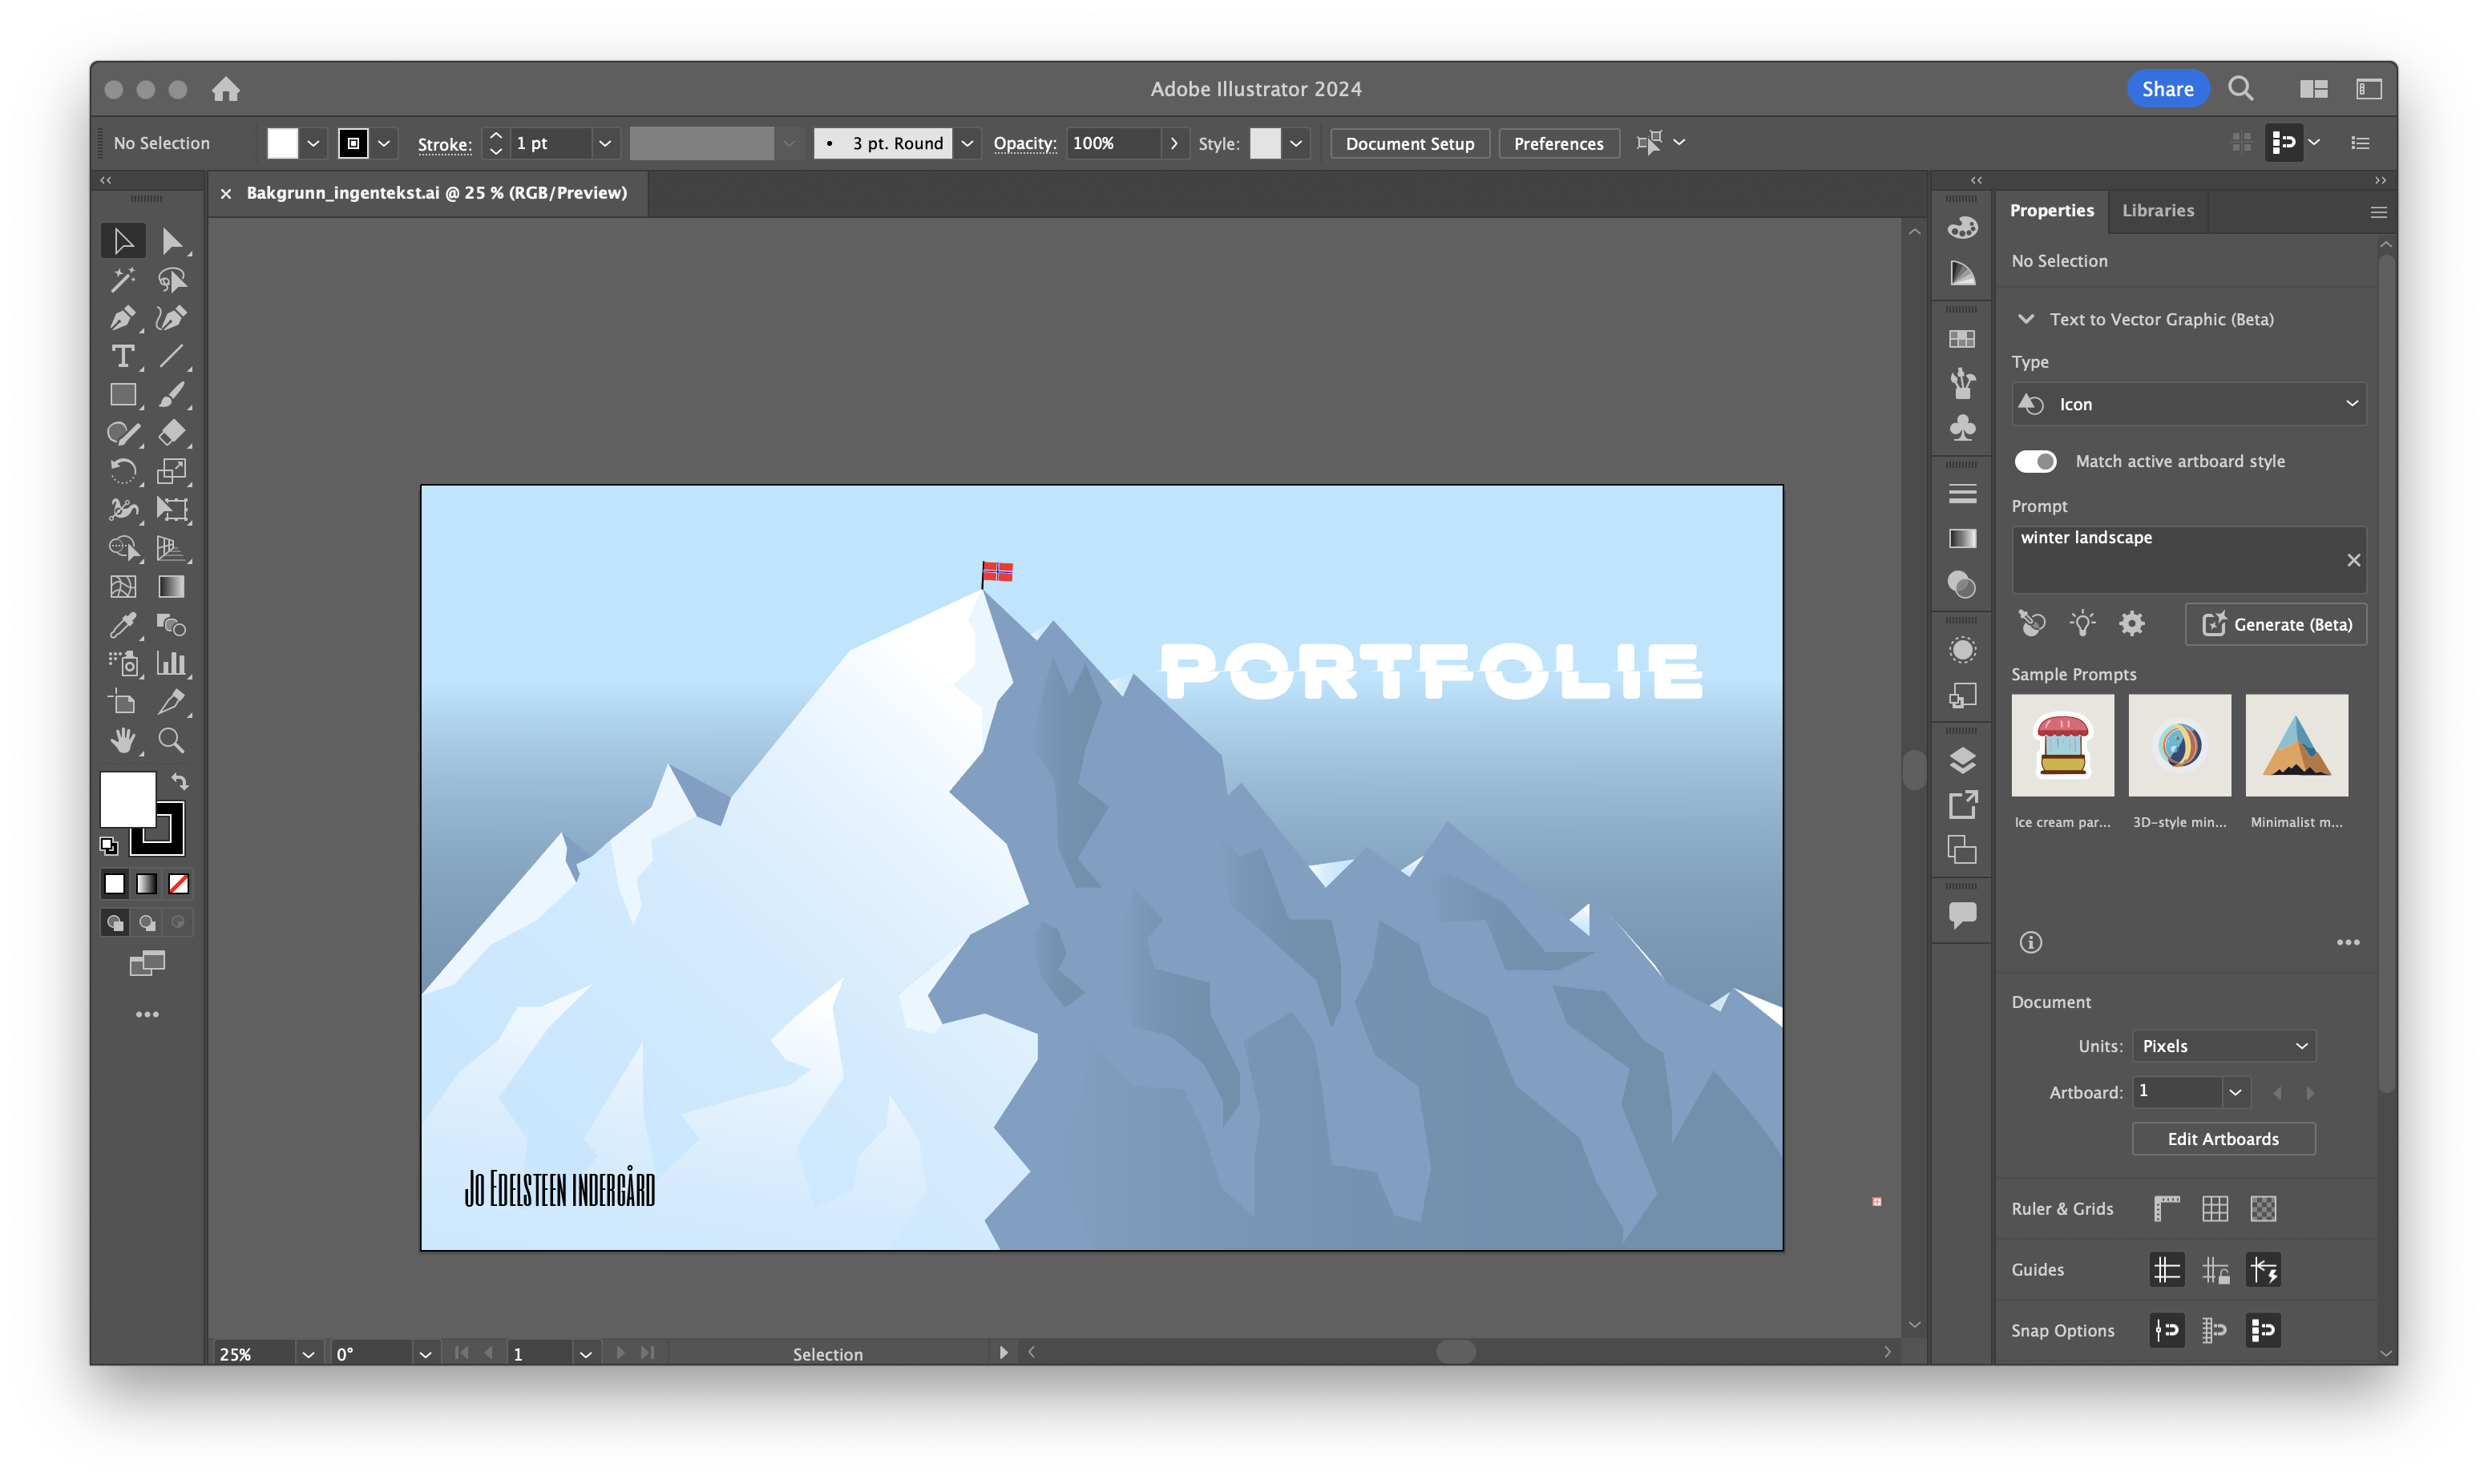 Adobe Illustrator 2024
Share
No Selection
Stroke:
1 pt
3 pt. Round
Opacity:
100%
Style:
Document Setup
Preferences
Bakgrunn_ingentekst.ai @ 25 % (RGB/Preview)
PORTFOLIE
JO EDELSTEEN INDERGÅRD
25%
0°
1
Selection
Properties
Libraries
No Selection
Text to Vector Graphic (Beta)
Type
Icon
Match active artboard style
Prompt
winter landscape
Generate (Beta)
Sample Prompts
Ice cream par...
3D-style min...
Minimalist m...
Document
Units:
Pixels
Artboard:
1
Edit Artboards
Ruler & Grids
Guides
Snap Options